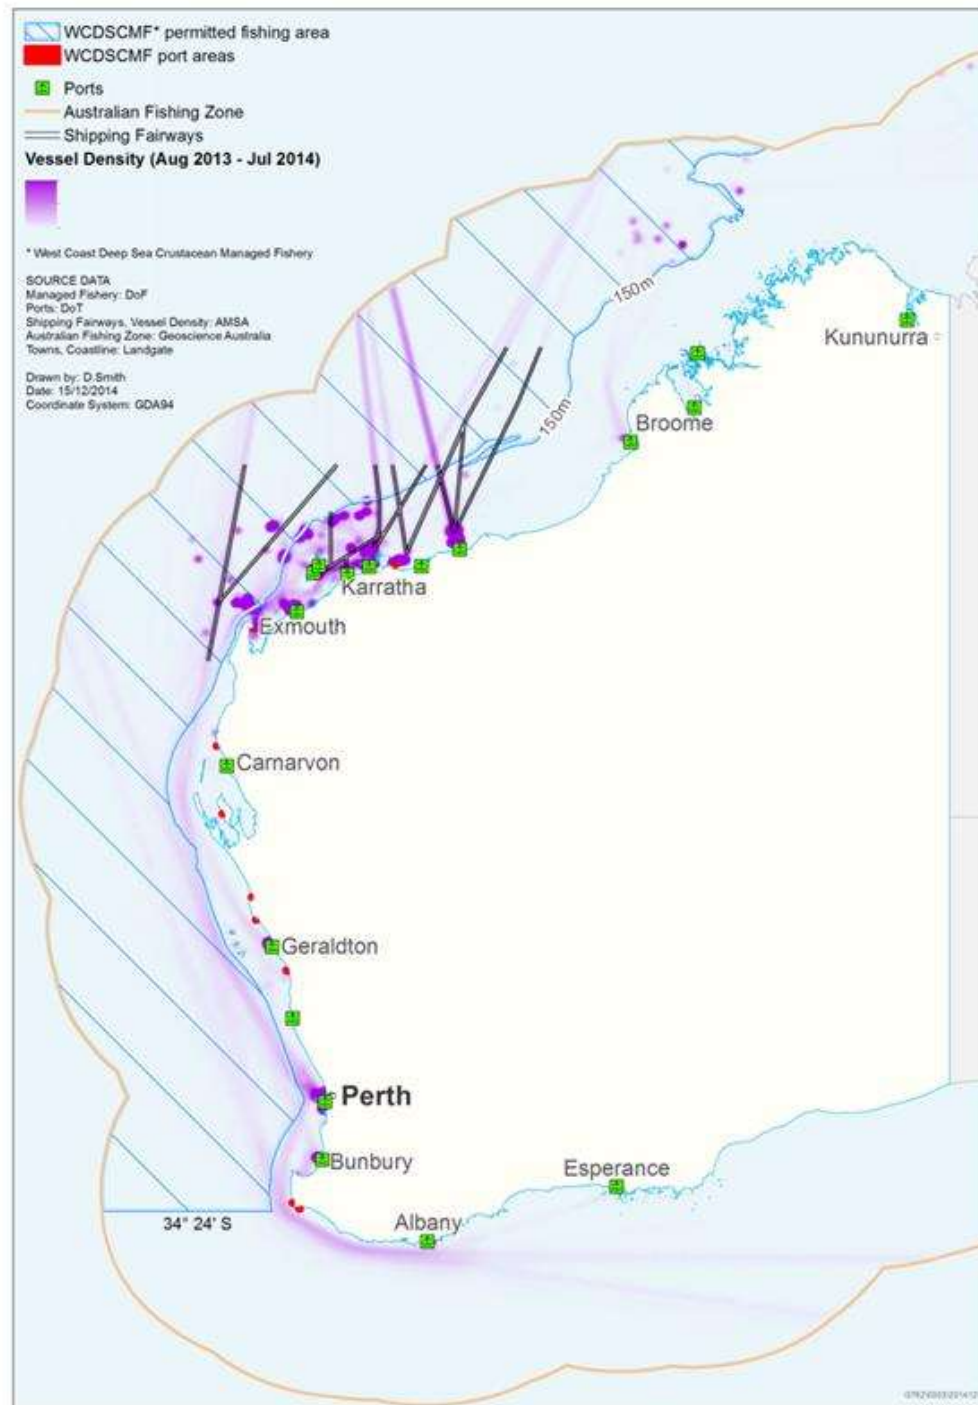 WCDSCMF* permitted fishing area
WCDSCMF port areas
Ports
Australian Fishing Zone
Shipping Fairways
Vessel Density (Aug 2013 - Jul 2014)
* West Coast Deep Sea Crustacean Managed Fishery
SOURCE DATA
Managed Fishery: DoF
Ports: DoT
Shipping Fairways, Vessel Density: AMSA
Australian Fishing Zone: Geoscience Australia
Towns, Coastline: Landgate
Drawn by: D.Smith
Date: 15/12/2014
Coordinate System: GDA94
150m
Kununurra
150m
Broome
Karratha
Exmouth
Carnarvon
Geraldton
Perth
Bunbury
Esperance
34° 24' S
Albany